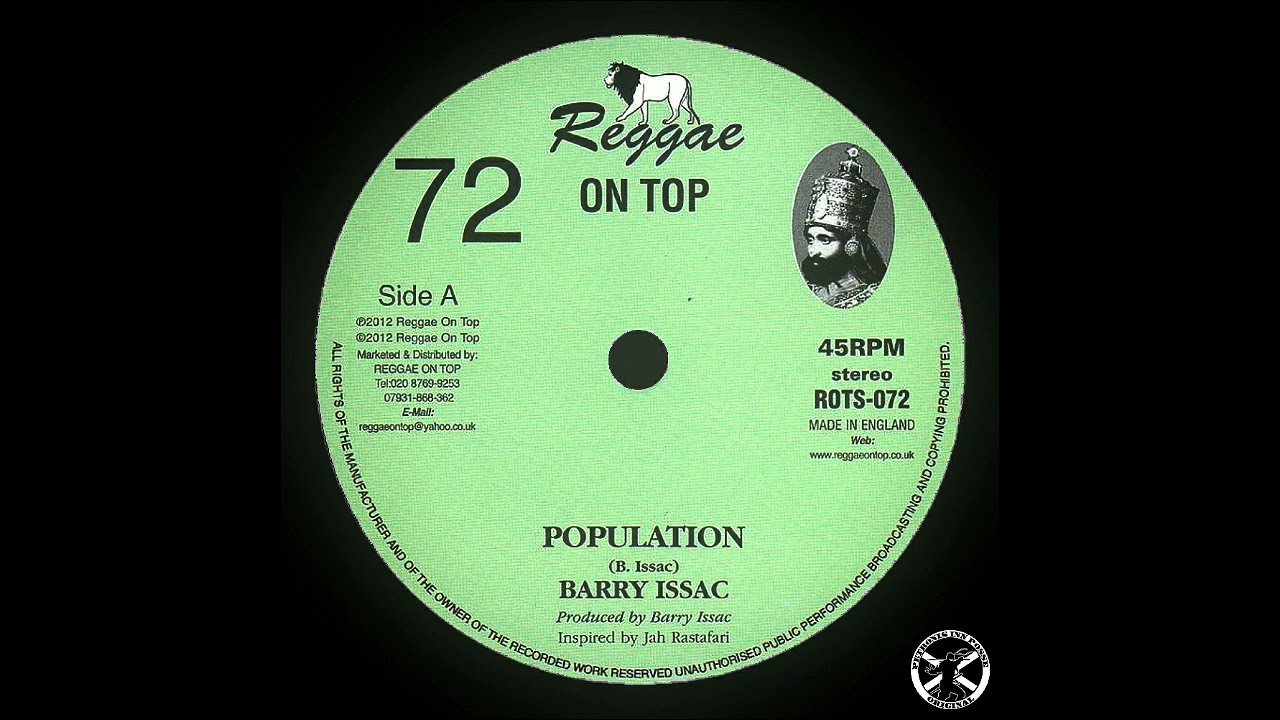 Reggae
ON TOP
72
Side A
℗2012 Reggae On Top
©2012 Reggae On Top
Marketed & Distributed by:
REGGAE ON TOP
Tel:020 8769-9253
07931-868-362
E-Mail:
reggaeontop@yahoo.co.uk
45RPM
stereo
ROTS-072
MADE IN ENGLAND
Web:
www.reggaeontop.co.uk
POPULATION
(B. Issac)
BARRY ISSAC
Produced by Barry Issac
Inspired by Jah Rastafari
ALL RIGHTS OF THE MANUFACTURER AND OF THE OWNER OF THE RECORDED WORK RESERVED UNAUTHORISED PUBLIC PERFORMANCE BROADCASTING AND COPYING PROHIBITED.
ORIGINAL